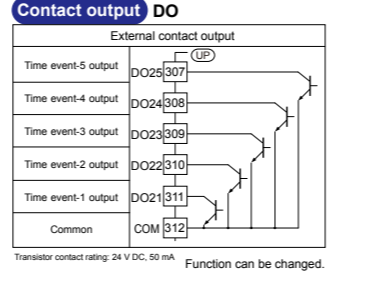 Contact output DO
External contact output
UP
Time event-5 output DO25 307
Time event-4 output DO24 308
Time event-3 output DO23 309
Time event-2 output DO22 310
Time event-1 output DO21 311
Common COM 312
Transistor contact rating: 24 V DC, 50 mA
Function can be changed.